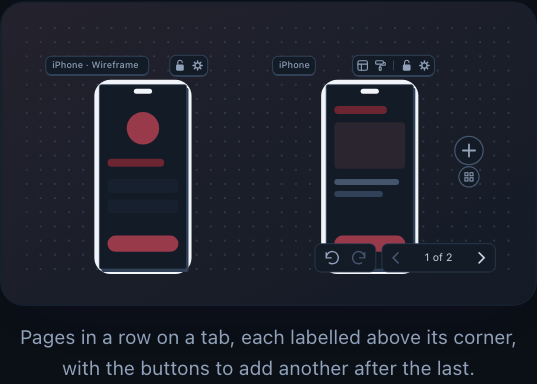 iPhone · Wireframe
iPhone
1 of 2
Pages in a row on a tab, each labelled above its corner,
with the buttons to add another after the last.